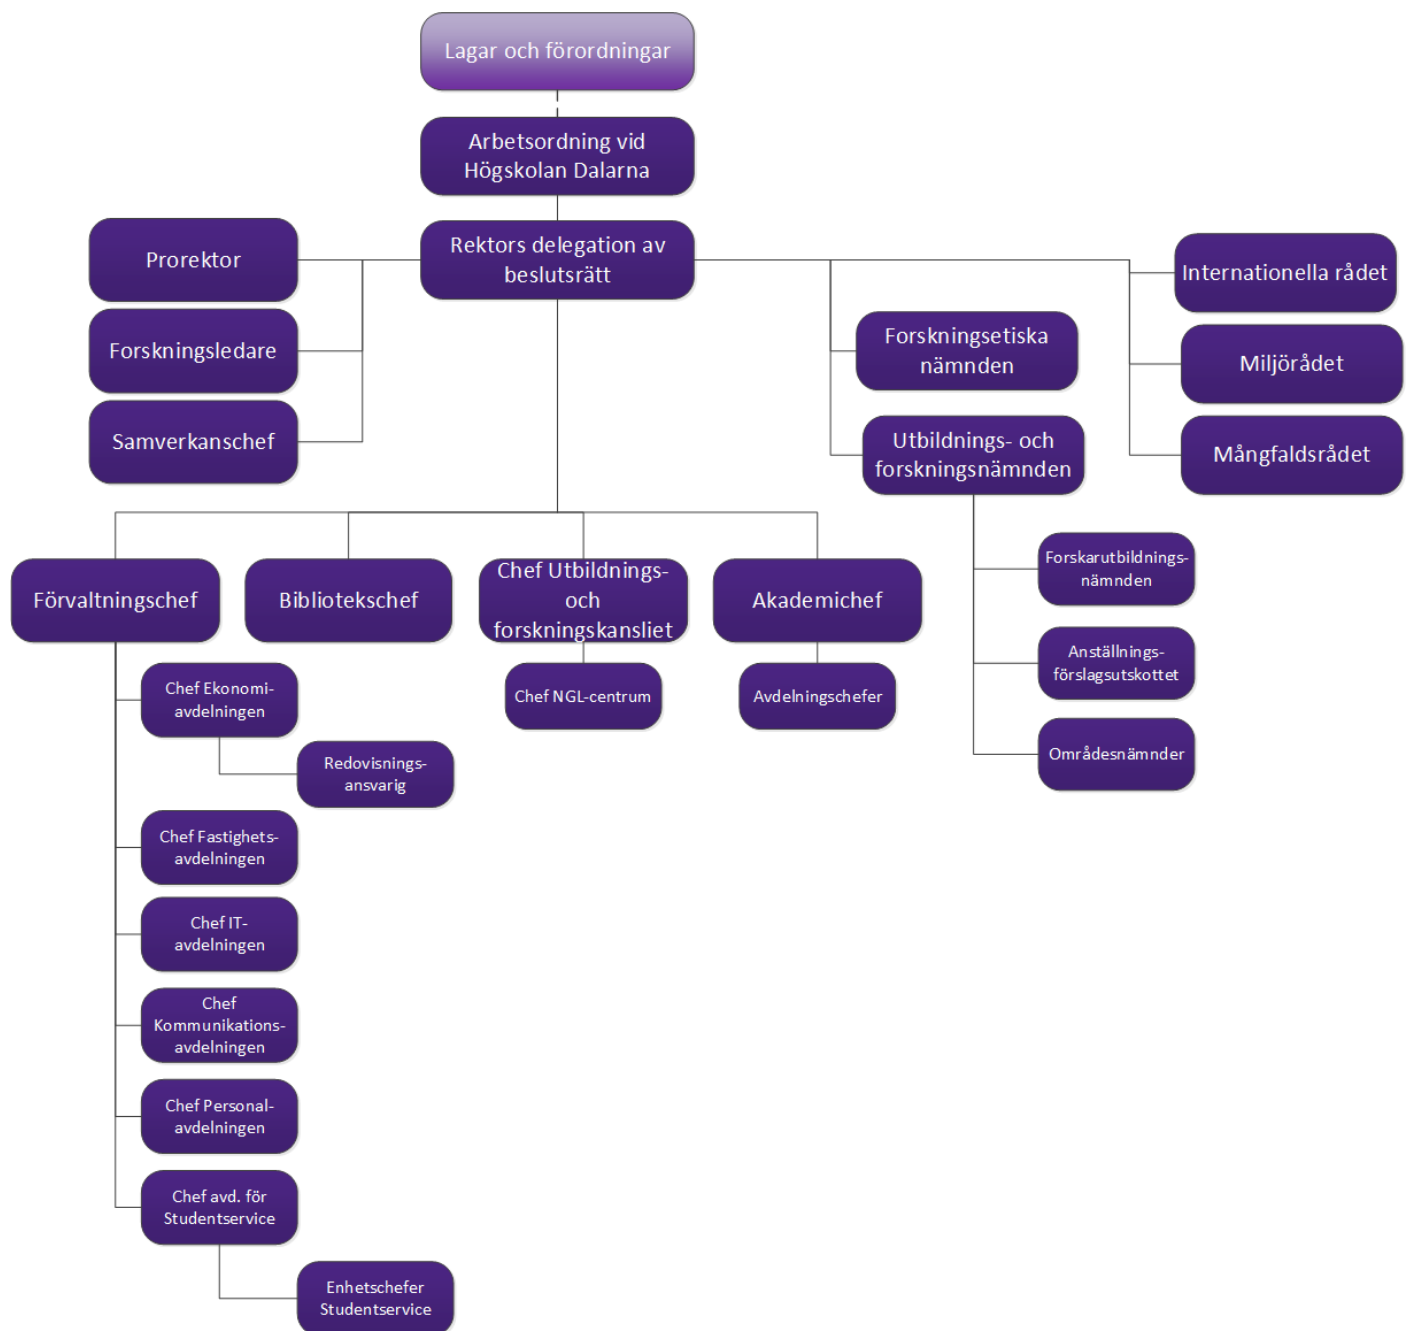 Lagar och förordningar
Arbetsordning vid
Högskolan Dalarna
Rektors delegation av
beslutsrätt
Prorektor
Forskningsledare
Samverkanschef
Internationella rådet
Miljörådet
Mångfaldsrådet
Forskningsetiska
nämnden
Utbildnings- och
forskningsnämnden
Forskarutbildnings-
nämnden
Anställnings-
förslagsutskottet
Områdesnämnder
Förvaltningschef
Bibliotekschef
Chef Utbildnings-
och
forskningskansliet
Akademichef
Chef NGL-centrum
Avdelningschefer
Chef Ekonomi-
avdelningen
Redovisnings-
ansvarig
Chef Fastighets-
avdelningen
Chef IT-
avdelningen
Chef
Kommunikations-
avdelningen
Chef Personal-
avdelningen
Chef avd. för
Studentservice
Enhetschefer
Studentservice